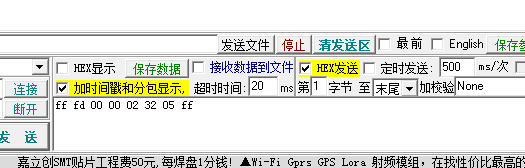 发送文件 停止 清发送区 最前 English 保存参
HEX显示 保存数据 接收数据到文件 HEX发送 定时发送: 500 ms/次
连接 加时间戳和分包显示, 超时时间: 20 ms 第 1 字节 至 末尾 加校验 None
断开 ff fd 00 00 02 32 05 ff
发 送
嘉立创SMT贴片工程费50元,每焊盘1分钱! ▲Wi-Fi Gprs GPS Lora 射频模组，在找性价比最高的